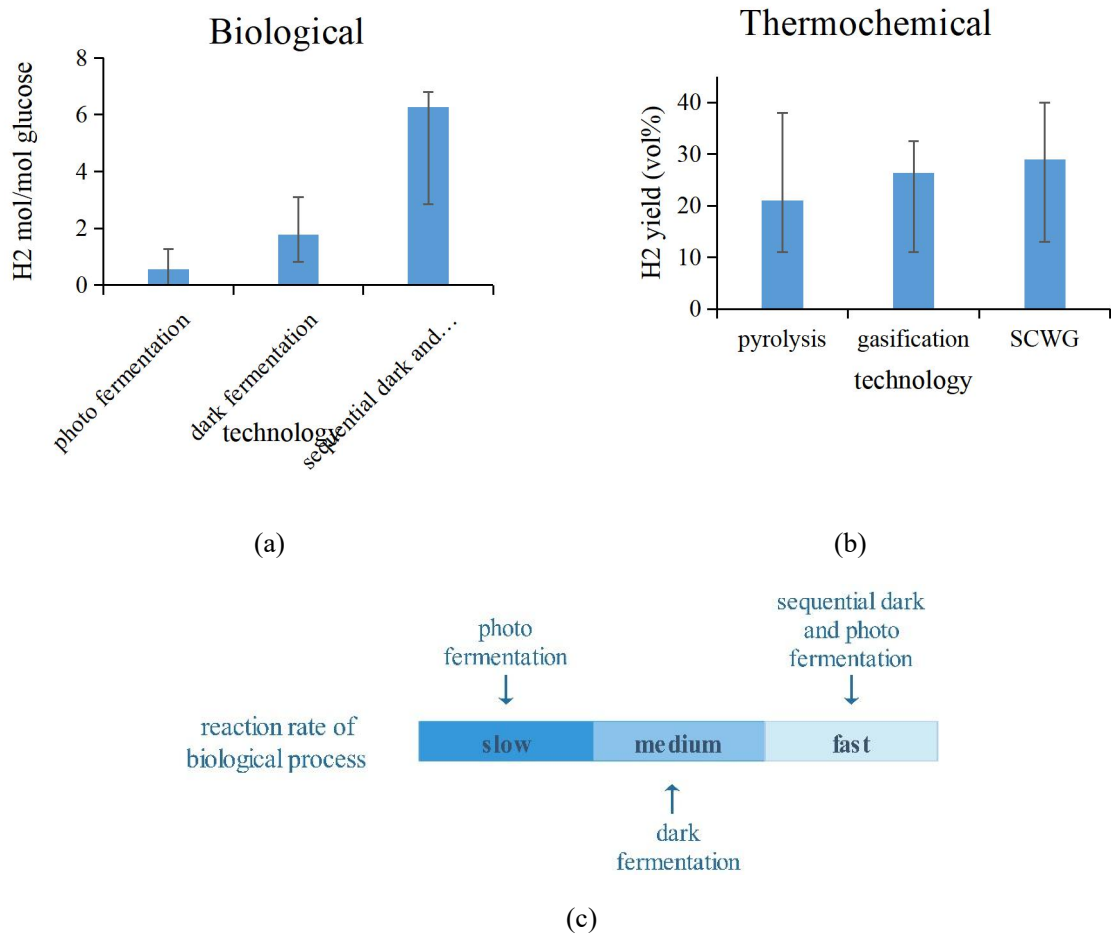 Biological
H2 mol/mol glucose
8
6
4
2
0
photo fermentation
dark fermentation
sequential dark and…
technology
Thermochemical
H2 yield (vol%)
40
30
20
10
0
pyrolysis
gasification
SCWG
technology
(a)
(b)
photo
fermentation
sequential dark
and photo
fermentation
reaction rate of
biological process
slow
medium
fast
dark
fermentation
(c)